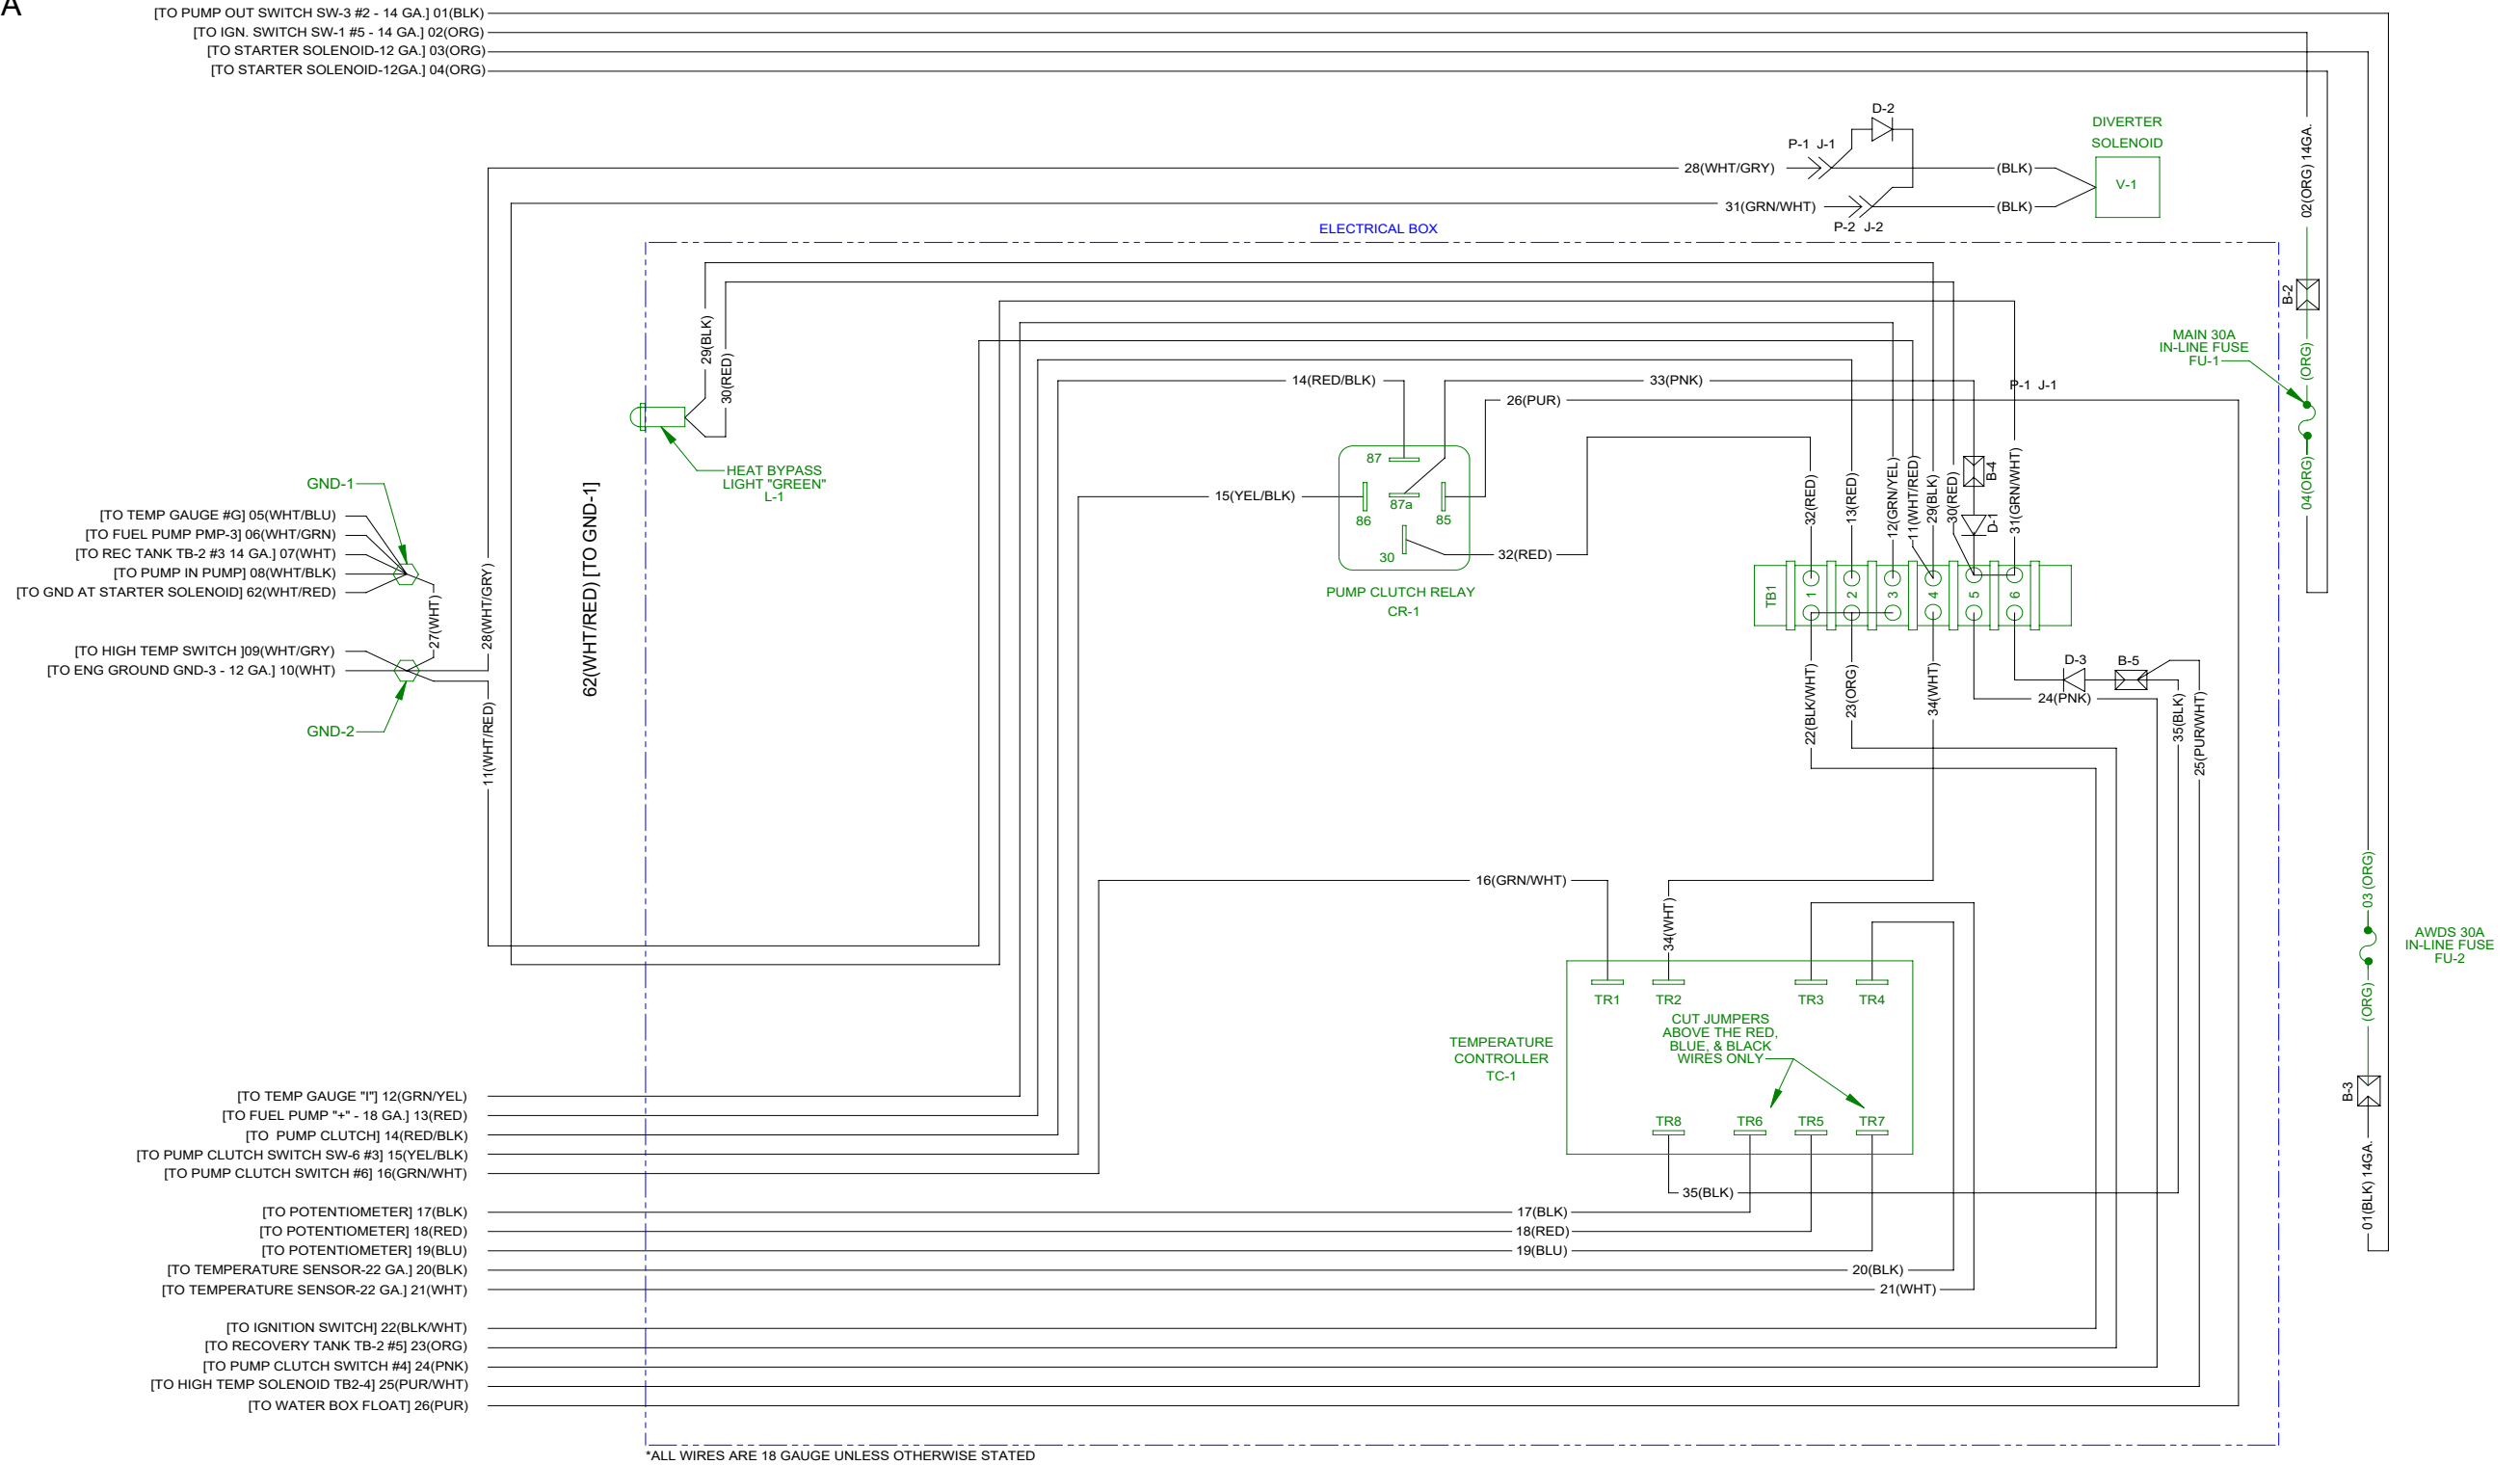 A
[TO PUMP OUT SWITCH SW-3 #2 - 14 GA.] 01(BLK)
[TO IGN. SWITCH SW-1 #5 - 14 GA.] 02(ORG)
[TO STARTER SOLENOID-12 GA.] 03(ORG)
[TO STARTER SOLENOID-12GA.] 04(ORG)
D-2
P-1 J-1
28(WHT/GRY)
(BLK)
31(GRN/WHT)
(BLK)
P-2 J-2
DIVERTER
SOLENOID
V-1
02(ORG) 14GA.
B-2
MAIN 30A
IN-LINE FUSE
FU-1
(ORG)
04(ORG)
ELECTRICAL BOX
29(BLK)
30(RED)
HEAT BYPASS
LIGHT "GREEN"
L-1
14(RED/BLK)
33(PNK)
P-1 J-1
26(PUR)
15(YEL/BLK)
87
87a
86
85
30
32(RED)
PUMP CLUTCH RELAY
CR-1
32(RED)
13(RED)
12(GRN/YEL)
11(WHT/RED)
29(BLK)
30(RED)
B-4
D-1
31(GRN/WHT)
TB1
1
2
3
4
5
6
GND-1
[TO TEMP GAUGE #G] 05(WHT/BLU)
[TO FUEL PUMP PMP-3] 06(WHT/GRN)
[TO REC TANK TB-2 #3 14 GA.] 07(WHT)
[TO PUMP IN PUMP] 08(WHT/BLK)
[TO GND AT STARTER SOLENOID] 62(WHT/RED)
27(WHT)
28(WHT/GRY)
62(WHT/RED) [TO GND-1]
[TO HIGH TEMP SWITCH ]09(WHT/GRY)
[TO ENG GROUND GND-3 - 12 GA.] 10(WHT)
GND-2
11(WHT/RED)
22(BLK/WHT)
23(ORG)
34(WHT)
D-3
B-5
24(PNK)
35(BLK)
25(PUR/WHT)
16(GRN/WHT)
34(WHT)
03 (ORG)
AWDS 30A
IN-LINE FUSE
FU-2
(ORG)
B-3
01(BLK) 14GA.
TR1
TR2
TR3
TR4
CUT JUMPERS
ABOVE THE RED,
BLUE, & BLACK
WIRES ONLY
TEMPERATURE
CONTROLLER
TC-1
TR8
TR6
TR5
TR7
[TO TEMP GAUGE "I"] 12(GRN/YEL)
[TO FUEL PUMP "+" - 18 GA.] 13(RED)
[TO PUMP CLUTCH] 14(RED/BLK)
[TO PUMP CLUTCH SWITCH SW-6 #3] 15(YEL/BLK)
[TO PUMP CLUTCH SWITCH #6] 16(GRN/WHT)
35(BLK)
[TO POTENTIOMETER] 17(BLK)
17(BLK)
[TO POTENTIOMETER] 18(RED)
18(RED)
[TO POTENTIOMETER] 19(BLU)
19(BLU)
[TO TEMPERATURE SENSOR-22 GA.] 20(BLK)
20(BLK)
[TO TEMPERATURE SENSOR-22 GA.] 21(WHT)
21(WHT)
[TO IGNITION SWITCH] 22(BLK/WHT)
[TO RECOVERY TANK TB-2 #5] 23(ORG)
[TO PUMP CLUTCH SWITCH #4] 24(PNK)
[TO HIGH TEMP SOLENOID TB2-4] 25(PUR/WHT)
[TO WATER BOX FLOAT] 26(PUR)
*ALL WIRES ARE 18 GAUGE UNLESS OTHERWISE STATED